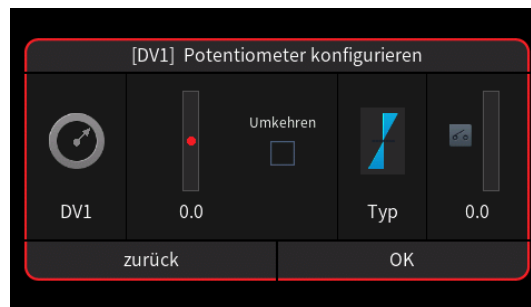 [DV1] Potentiometer konfigurieren
Umkehren
DV1 0.0 Typ 0.0
zurück OK